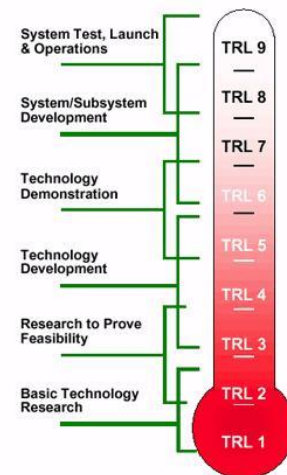 System Test, Launch
& Operations
System/Subsystem
Development
Technology
Demonstration
Technology
Development
Research to Prove
Feasibility
Basic Technology
Research
TRL 9
TRL 8
TRL 7
TRL 6
TRL 5
TRL 4
TRL 3
TRL 2
TRL 1